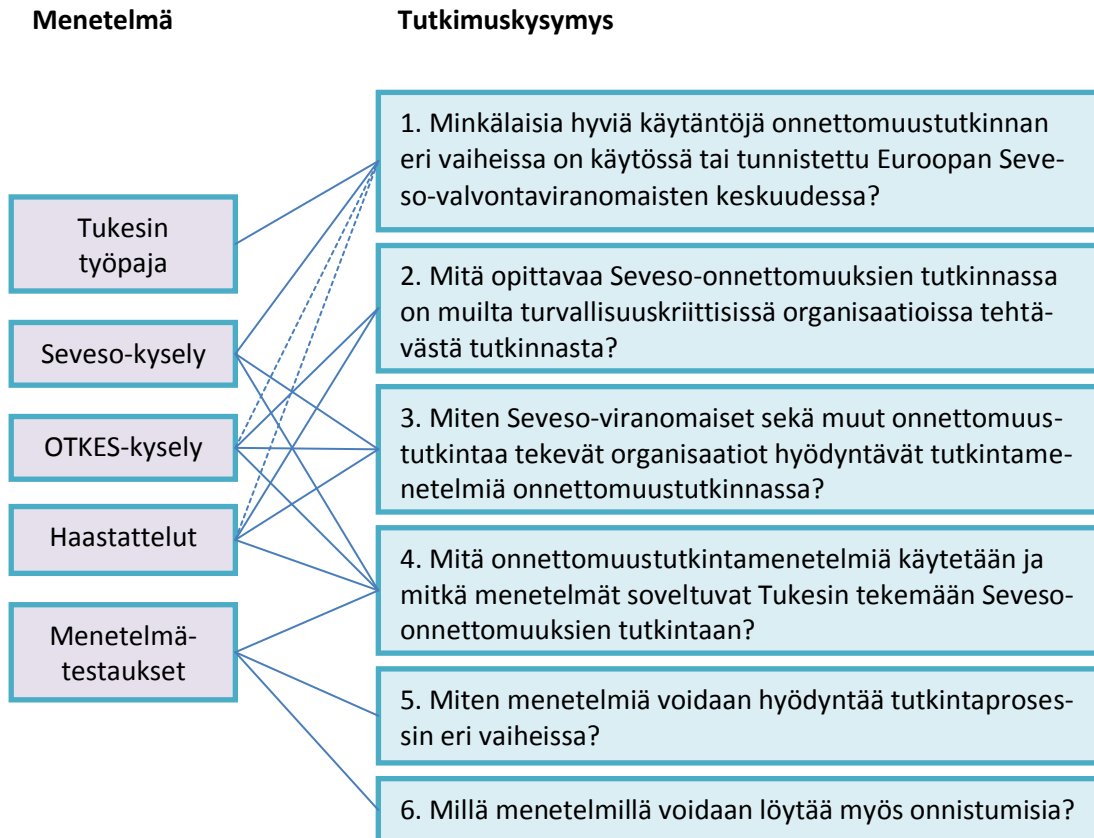 Menetelmä
Tutkimuskysymys
Tukesin
työpaja
Seveso-kysely
OTKES-kysely
Haastattelut
Menetelmä-
testaukset
1. Minkälaisia hyviä käytäntöjä onnettomuustutkinnan
eri vaiheissa on käytössä tai tunnistettu Euroopan Seve-
so-valvontaviranomaisten keskuudessa?
2. Mitä opittavaa Seveso-onnettomuuksien tutkinnassa
on muilta turvallisuuskriittisissä organisaatioissa tehtä-
västä tutkinnasta?
3. Miten Seveso-viranomaiset sekä muut onnettomuus-
tutkintaa tekevät organisaatiot hyödyntävät tutkintame-
netelmiä onnettomuustutkinnassa?
4. Mitä onnettomuustutkintamenetelmiä käytetään ja
mitkä menetelmät soveltuvat Tukesin tekemään Seveso-
onnettomuuksien tutkintaan?
5. Miten menetelmiä voidaan hyödyntää tutkintaproses-
sin eri vaiheissa?
6. Millä menetelmillä voidaan löytää myös onnistumisia?